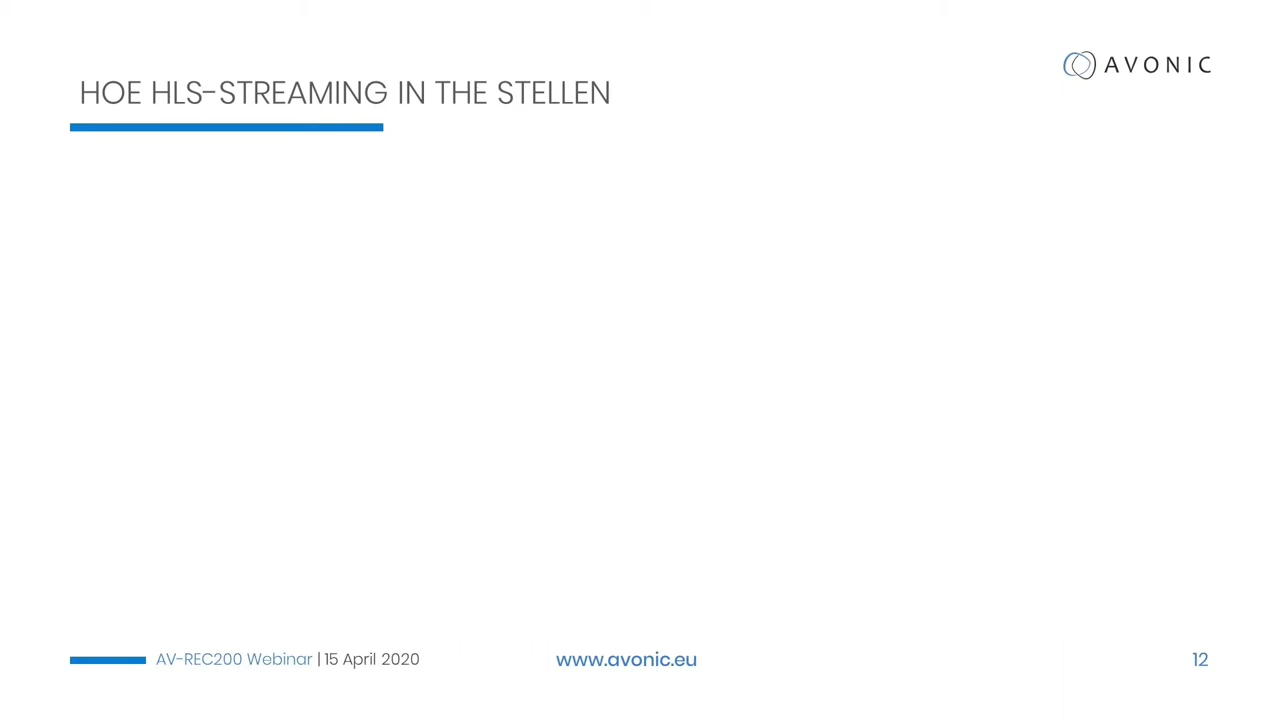 AVONIC
HOE HLS-STREAMING IN THE STELLEN
AV-REC200 Webinar | 15 April 2020
www.avonic.eu
12